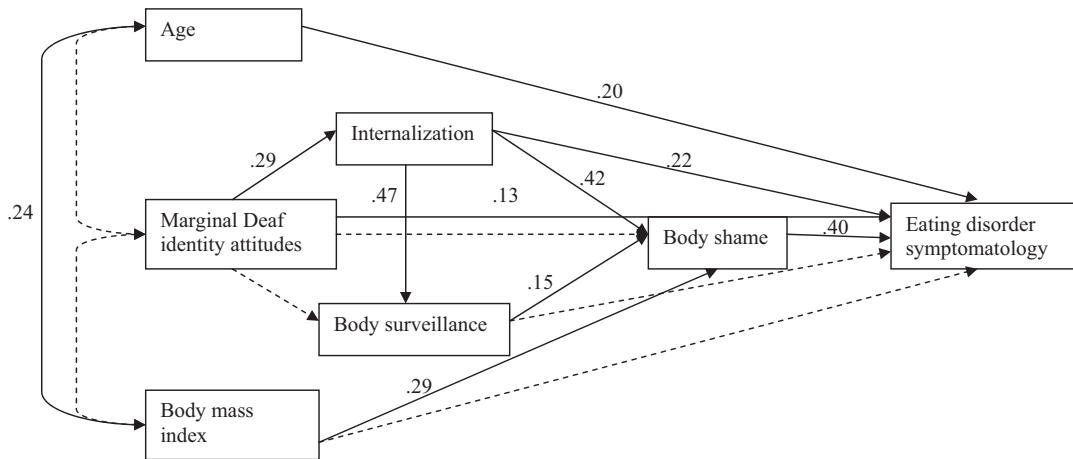 Age
.20
Internalization
.29
.22
.42
.47
.13
.24
Marginal Deaf
identity attitudes
Body shame
.40
Eating disorder
symptomatology
.15
Body surveillance
.29
Body mass
index